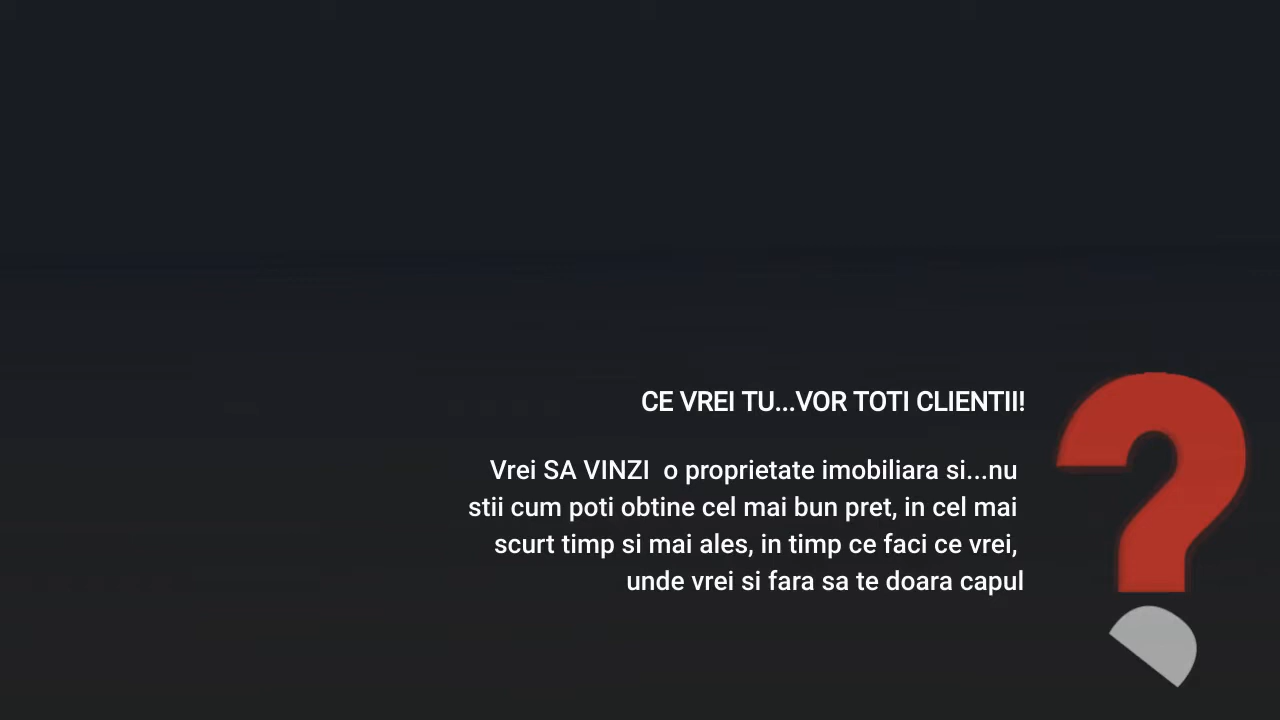 CE VREI TU...VOR TOTI CLIENTII!
Vrei SA VINZI o proprietate imobiliara si...nu
stii cum poti obtine cel mai bun pret, in cel mai
scurt timp si mai ales, in timp ce faci ce vrei,
unde vrei si fara sa te doara capul
?